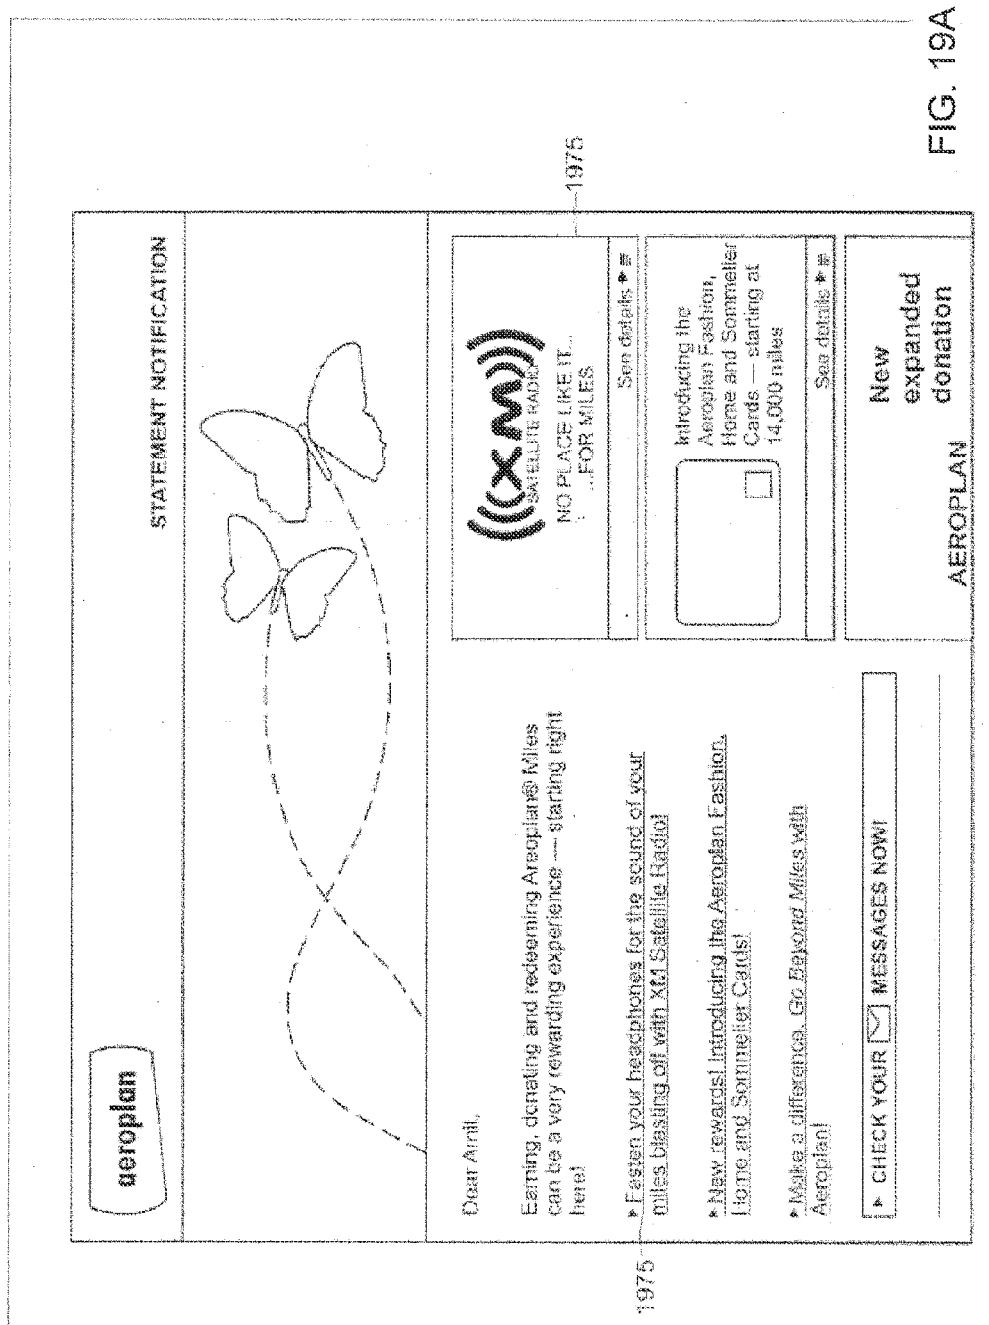 aeroplan
STATEMENT NOTIFICATION
Dear Amit,
Earning, donating and redeeming Areoplan® Miles
can be a very rewarding experience — starting right
here!
▸Fasten your headphones for the sound of your
miles blasting off with XM Satellite Radio!
▸New rewards! Introducing the Aeroplan Fashion,
Home and Sommelier Cards!
▸Make a difference. Go Beyond Miles with
Aeroplan!
▸ CHECK YOUR MESSAGES NOW!
1975
((( x m )))
SATELLITE RADIO
NO PLACE LIKE IT...
...FOR MILES
See details ▸
1975
Introducing the
Aeroplan Fashion,
Home and Sommelier
Cards — starting at
14,000 miles
See details ▸
New
expanded
donation
AEROPLAN
FIG. 19A